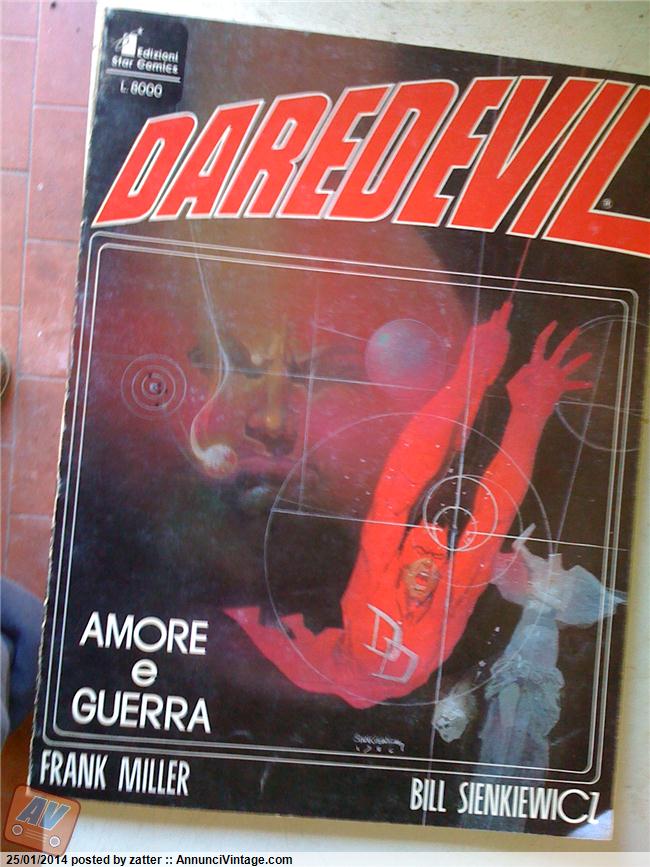 Edizioni
Star Comics
L. 8000
DAREDEVIL
®
DD
AMORE
e
GUERRA
FRANK MILLER
BILL SIENKIEWICZ
AV
25/01/2014 posted by zatter :: AnnunciVintage.com